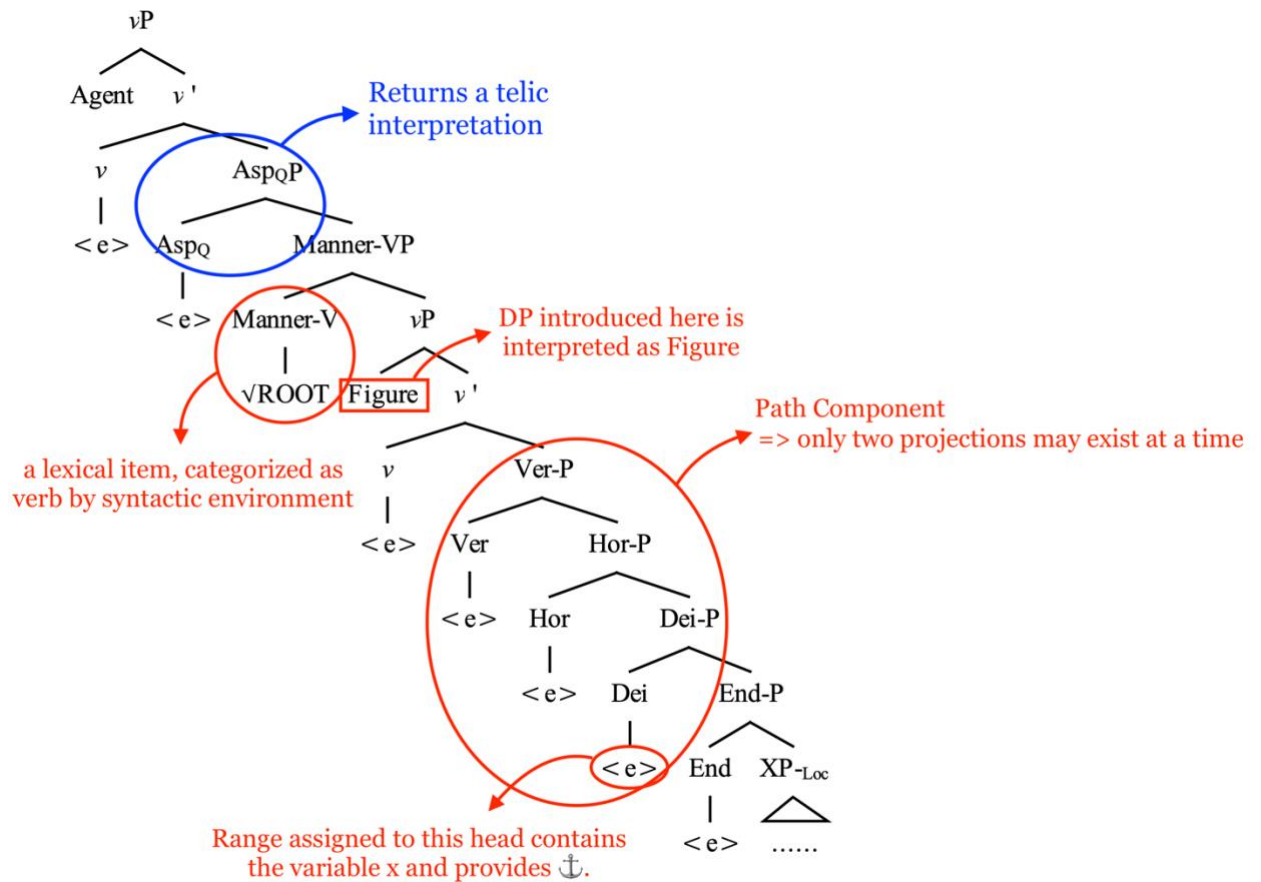 vP
Agent v '
Returns a telic
interpretation
v AspQP
<e> AspQ Manner-VP
<e> Manner-V vP
DP introduced here is
interpreted as Figure
√ROOT Figure v '
Path Component
=> only two projections may exist at a time
a lexical item, categorized as
verb by syntactic environment
v Ver-P
<e> Ver Hor-P
<e> Hor Dei-P
<e> Dei End-P
<e> End XP-Loc
<e> ......
Range assigned to this head contains
the variable x and provides ⚓.